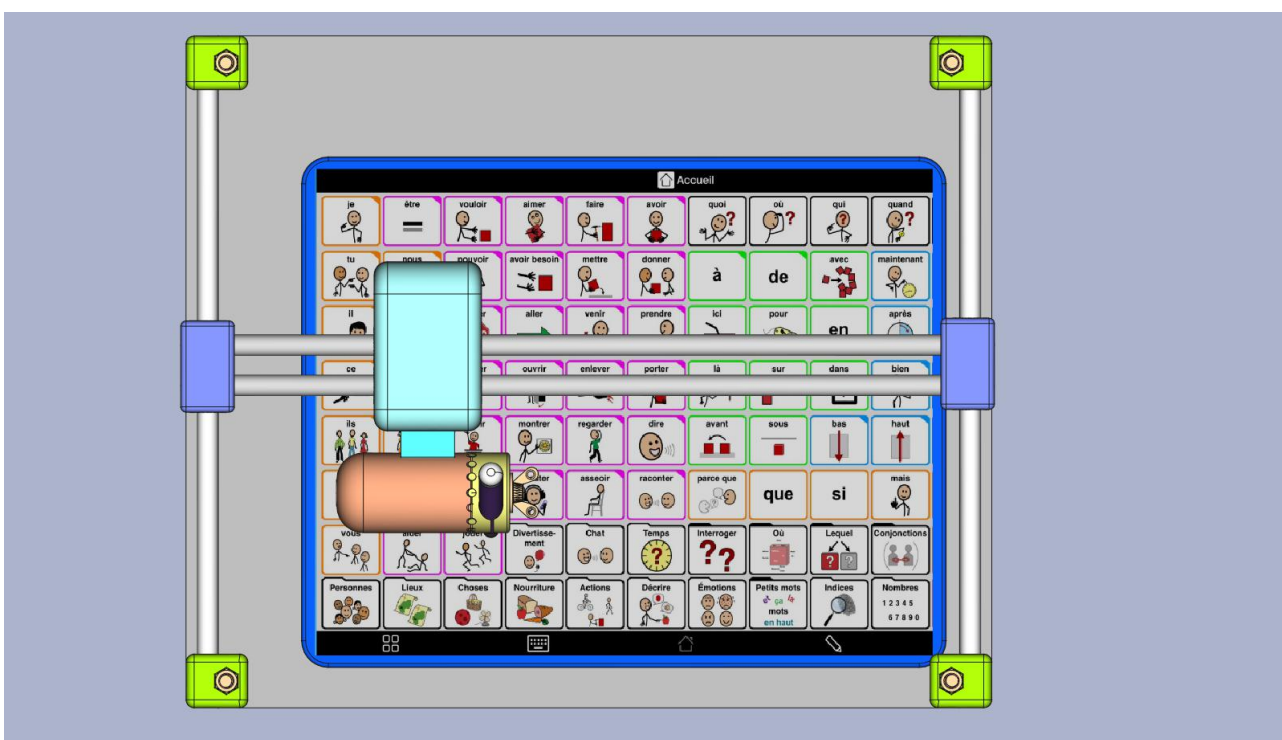 Accueil
je être vouloir aimer faire avoir quoi où qui quand
tu nous pouvoir avoir besoin mettre donner à de avec maintenant
il aller venir prendre ici pour en après
ce ouvrir enlever porter là sur dans bien
ils montrer regarder dire avant sous bas haut
asseoir raconter parce que que si mais
vous aider jouer Divertisse-
ment Chat Temps Interroger Où Lequel Conjonctions
Personnes Lieux Choses Nourriture Actions Décrire Émotions Petits mots Indices Nombres
ça
mots
en haut
1 2 3 4 5
6 7 8 9 0